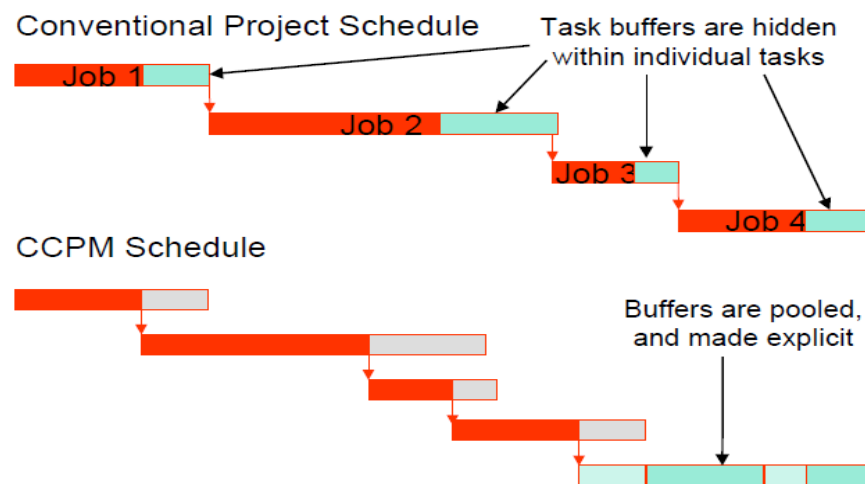 Conventional Project Schedule
Task buffers are hidden
within individual tasks
Job 1
Job 2
Job 3
Job 4
CCPM Schedule
Buffers are pooled,
and made explicit